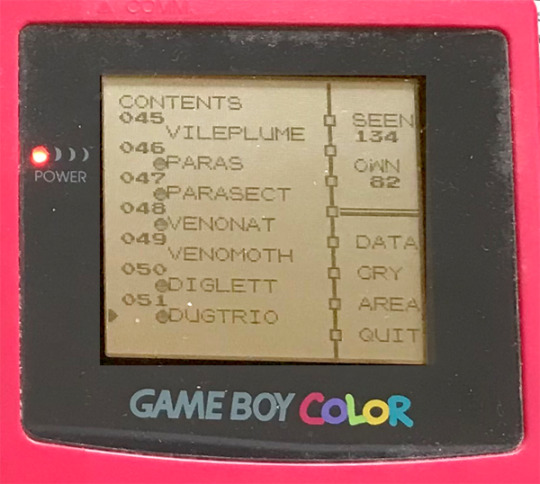 COMM.
POWER
CONTENTS
045
VILEPLUME
046
PARAS
047
PARASECT
048
VENONAT
049
VENOMOTH
050
DIGLETT
051
DUGTRIO
SEEN
134
OWN
82
DATA
CRY
AREA
QUIT
GAME BOY COLOR